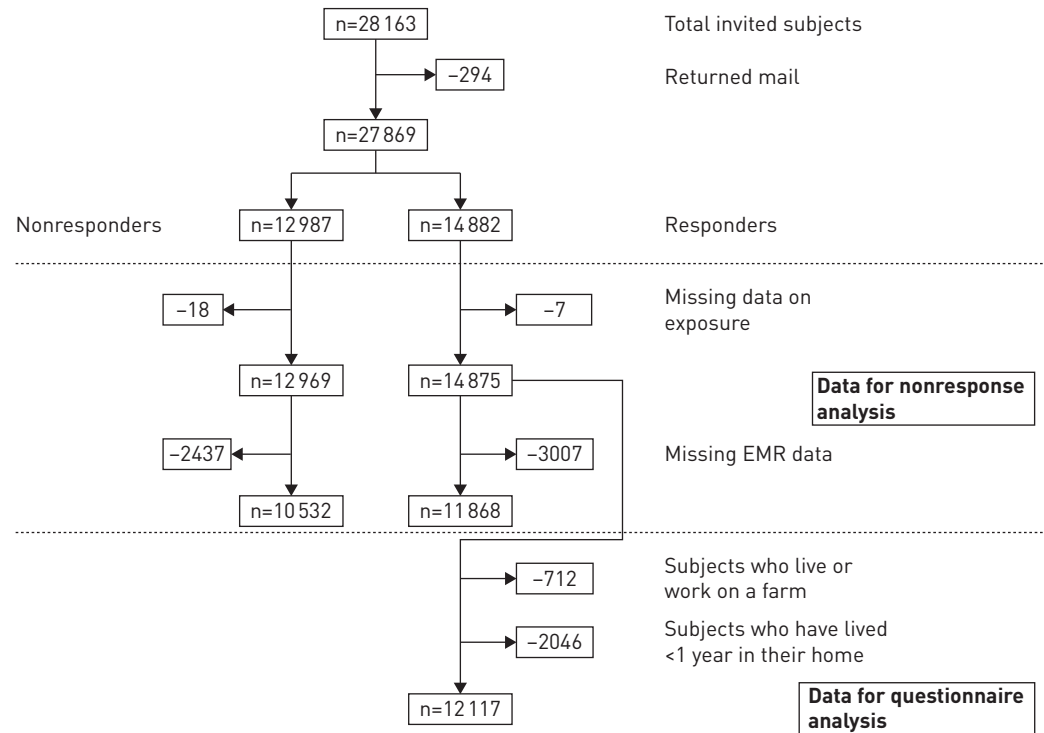 n=28 163
Total invited subjects
–294
Returned mail
n=27 869
Nonresponders
n=12 987
n=14 882
Responders
–18
–7
Missing data on
exposure
n=12 969
n=14 875
Data for nonresponse
analysis
–2437
–3007
Missing EMR data
n=10 532
n=11 868
–712
Subjects who live or
work on a farm
–2046
Subjects who have lived
<1 year in their home
n=12 117
Data for questionnaire
analysis